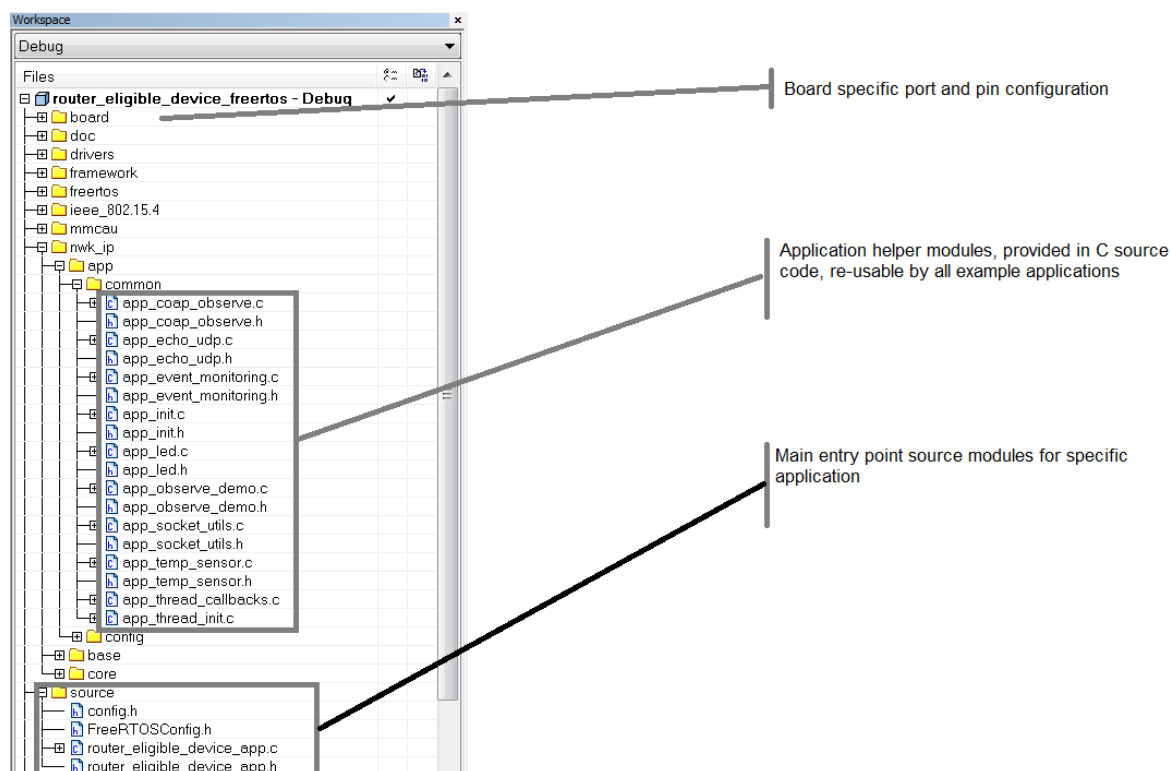 Workspace
Debug
Files
router_eligible_device_freertos - Debug
board
Board specific port and pin configuration
doc
drivers
framework
freertos
ieee_802.15.4
mmcau
nwk_ip
Application helper modules, provided in C source
code, re-usable by all example applications
app
common
app_coap_observe.c
app_coap_observe.h
app_echo_udp.c
app_echo_udp.h
app_event_monitoring.c
app_event_monitoring.h
app_init.c
app_init.h
app_led.c
app_led.h
Main entry point source modules for specific
application
app_observe_demo.c
app_observe_demo.h
app_socket_utils.c
app_socket_utils.h
app_temp_sensor.c
app_temp_sensor.h
app_thread_callbacks.c
app_thread_init.c
config
base
core
source
config.h
FreeRTOSConfig.h
router_eligible_device_app.c
router_eligible_device_app.h